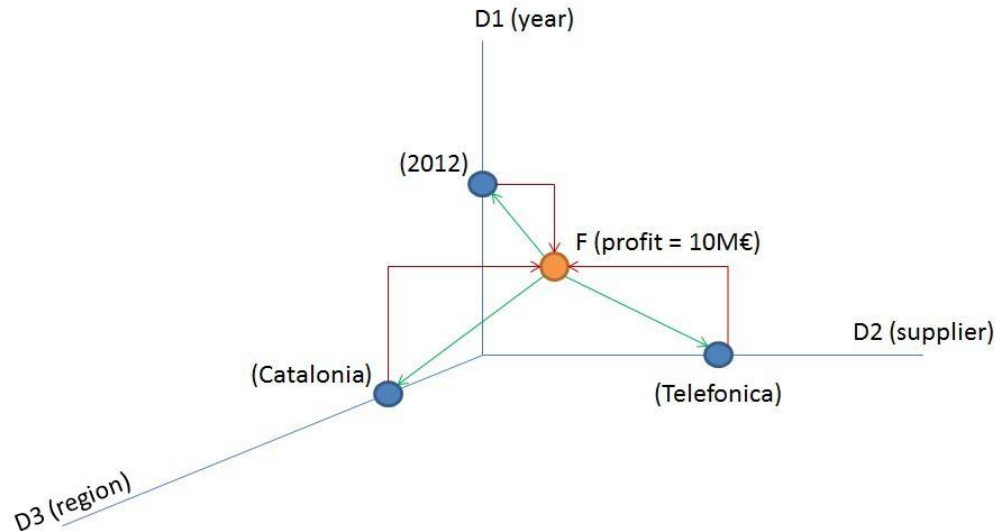 D1 (year)
(2012)
F (profit = 10M€)
D2 (supplier)
(Catalonia)
(Telefonica)
D3 (region)